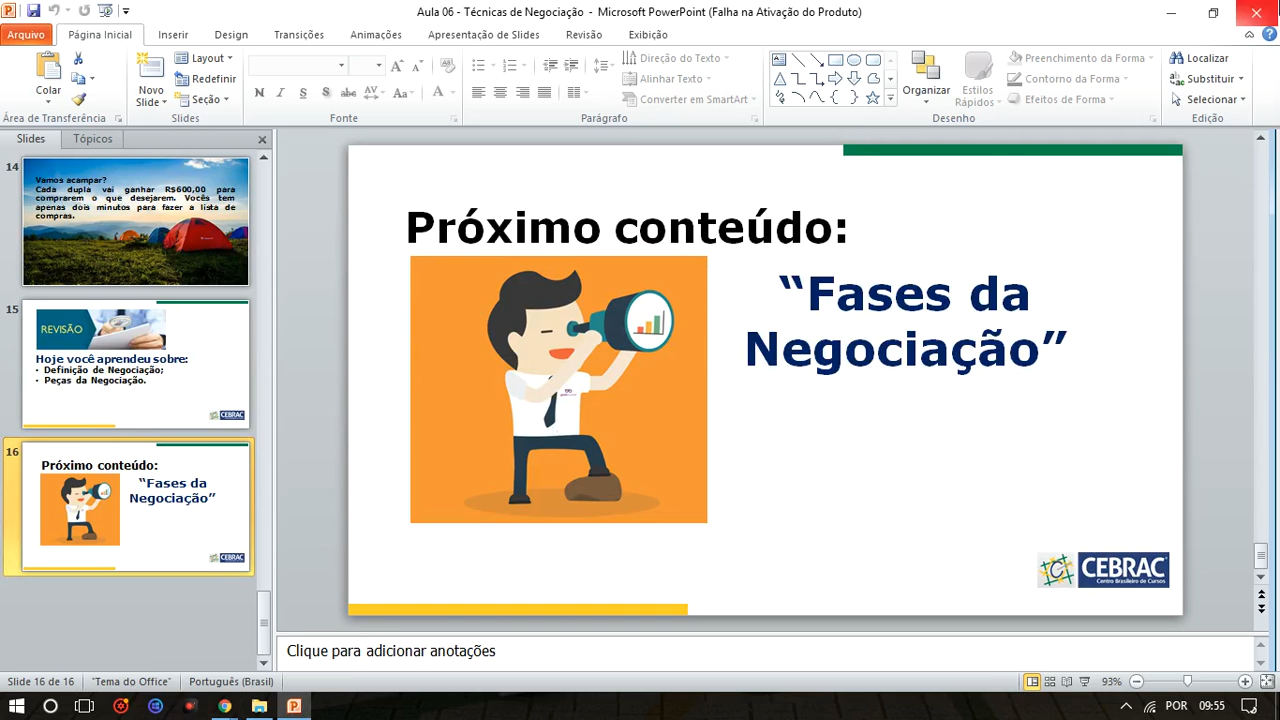 Aula 06 - Técnicas de Negociação - Microsoft PowerPoint (Falha na Ativação do Produto)
Arquivo Página Inicial Inserir Design Transições Animações Apresentação de Slides Revisão Exibição
Colar
Novo Slide
Layout
Redefinir
Seção
N I S S abc AV Aa A
Direção do Texto
Alinhar Texto
Converter em SmartArt
Organizar
Estilos Rápidos
Preenchimento da Forma
Contorno da Forma
Efeitos de Forma
Localizar
Substituir
Selecionar
Área de Transferência Slides Fonte Parágrafo Desenho Edição
Slides Tópicos
14
Vamos acampar?
Cada dupla vai ganhar R$600,00 para
comprarem o que desejarem. Vocês tem
apenas dois minutos para fazer a lista de
compras.
15
REVISÃO
Hoje você aprendeu sobre:
• Definição de Negociação;
• Peças da Negociação.
CEBRAC
16
Próximo conteúdo:
“Fases da
Negociação”
CEBRAC
Próximo conteúdo:
“Fases da
Negociação”
CEBRAC
Centro Brasileiro de Cursos
Clique para adicionar anotações
Slide 16 de 16 "Tema do Office" Português (Brasil) 93%
POR 09:55